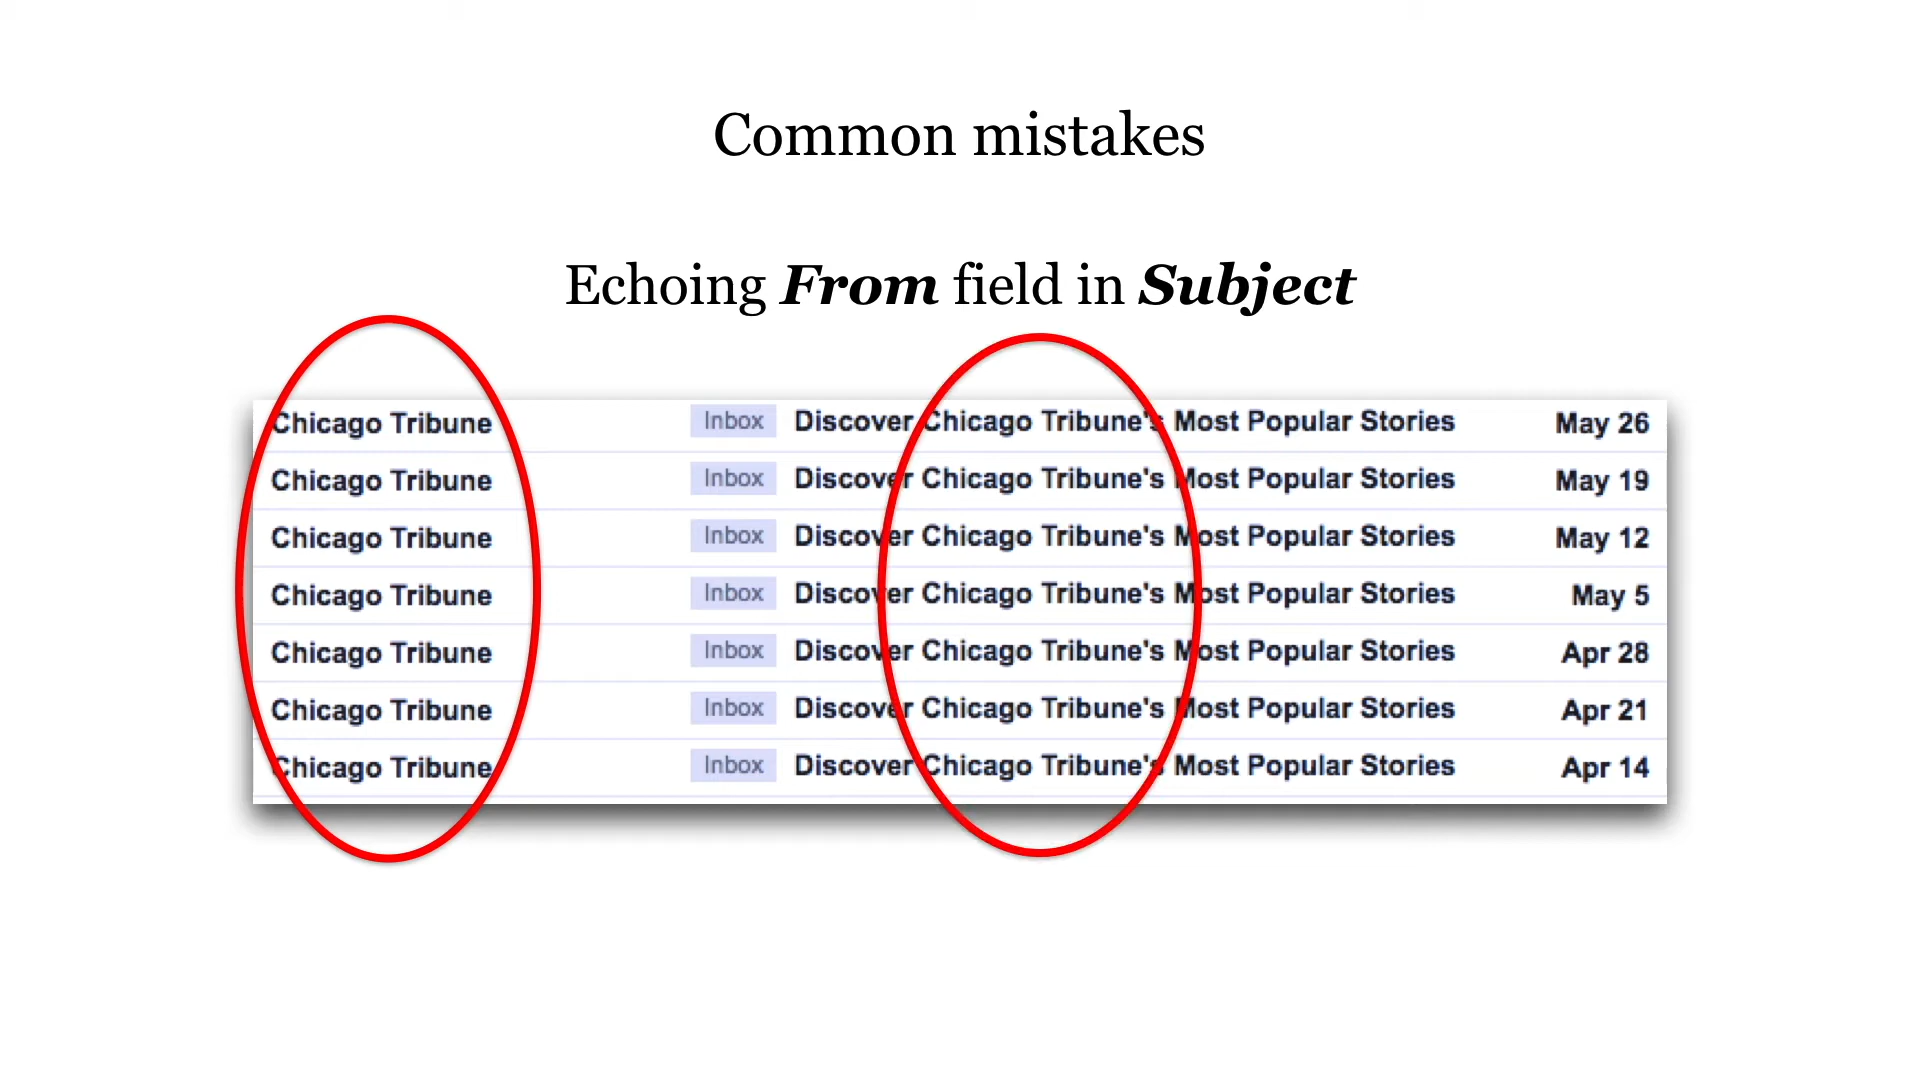 Common mistakes
Echoing From field in Subject
Chicago Tribune Inbox Discover Chicago Tribune's Most Popular Stories May 26
Chicago Tribune Inbox Discover Chicago Tribune's Most Popular Stories May 19
Chicago Tribune Inbox Discover Chicago Tribune's Most Popular Stories May 12
Chicago Tribune Inbox Discover Chicago Tribune's Most Popular Stories May 5
Chicago Tribune Inbox Discover Chicago Tribune's Most Popular Stories Apr 28
Chicago Tribune Inbox Discover Chicago Tribune's Most Popular Stories Apr 21
Chicago Tribune Inbox Discover Chicago Tribune's Most Popular Stories Apr 14